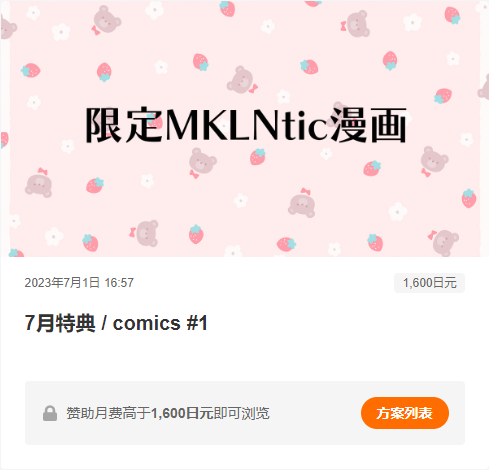 限定MKLNtic漫画
2023年7月1日 16:57
1,600日元
7月特典 / comics #1
赞助月费高于1,600日元即可浏览
方案列表